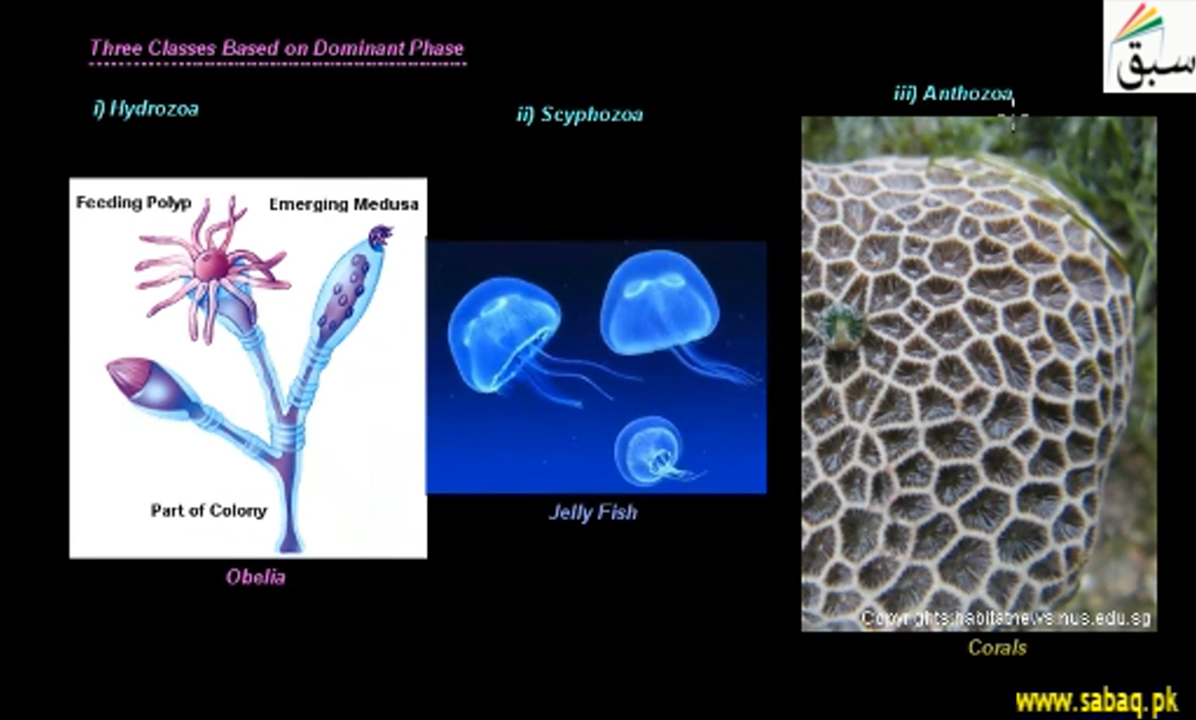 Three Classes Based on Dominant Phase
i) Hydrozoa
ii) Scyphozoa
iii) Anthozoa
سبق
Feeding Polyp
Emerging Medusa
Part of Colony
Obelia
Jelly Fish
Copyrights:habitatnews.nus.edu.sg
Corals
www.sabaq.pk